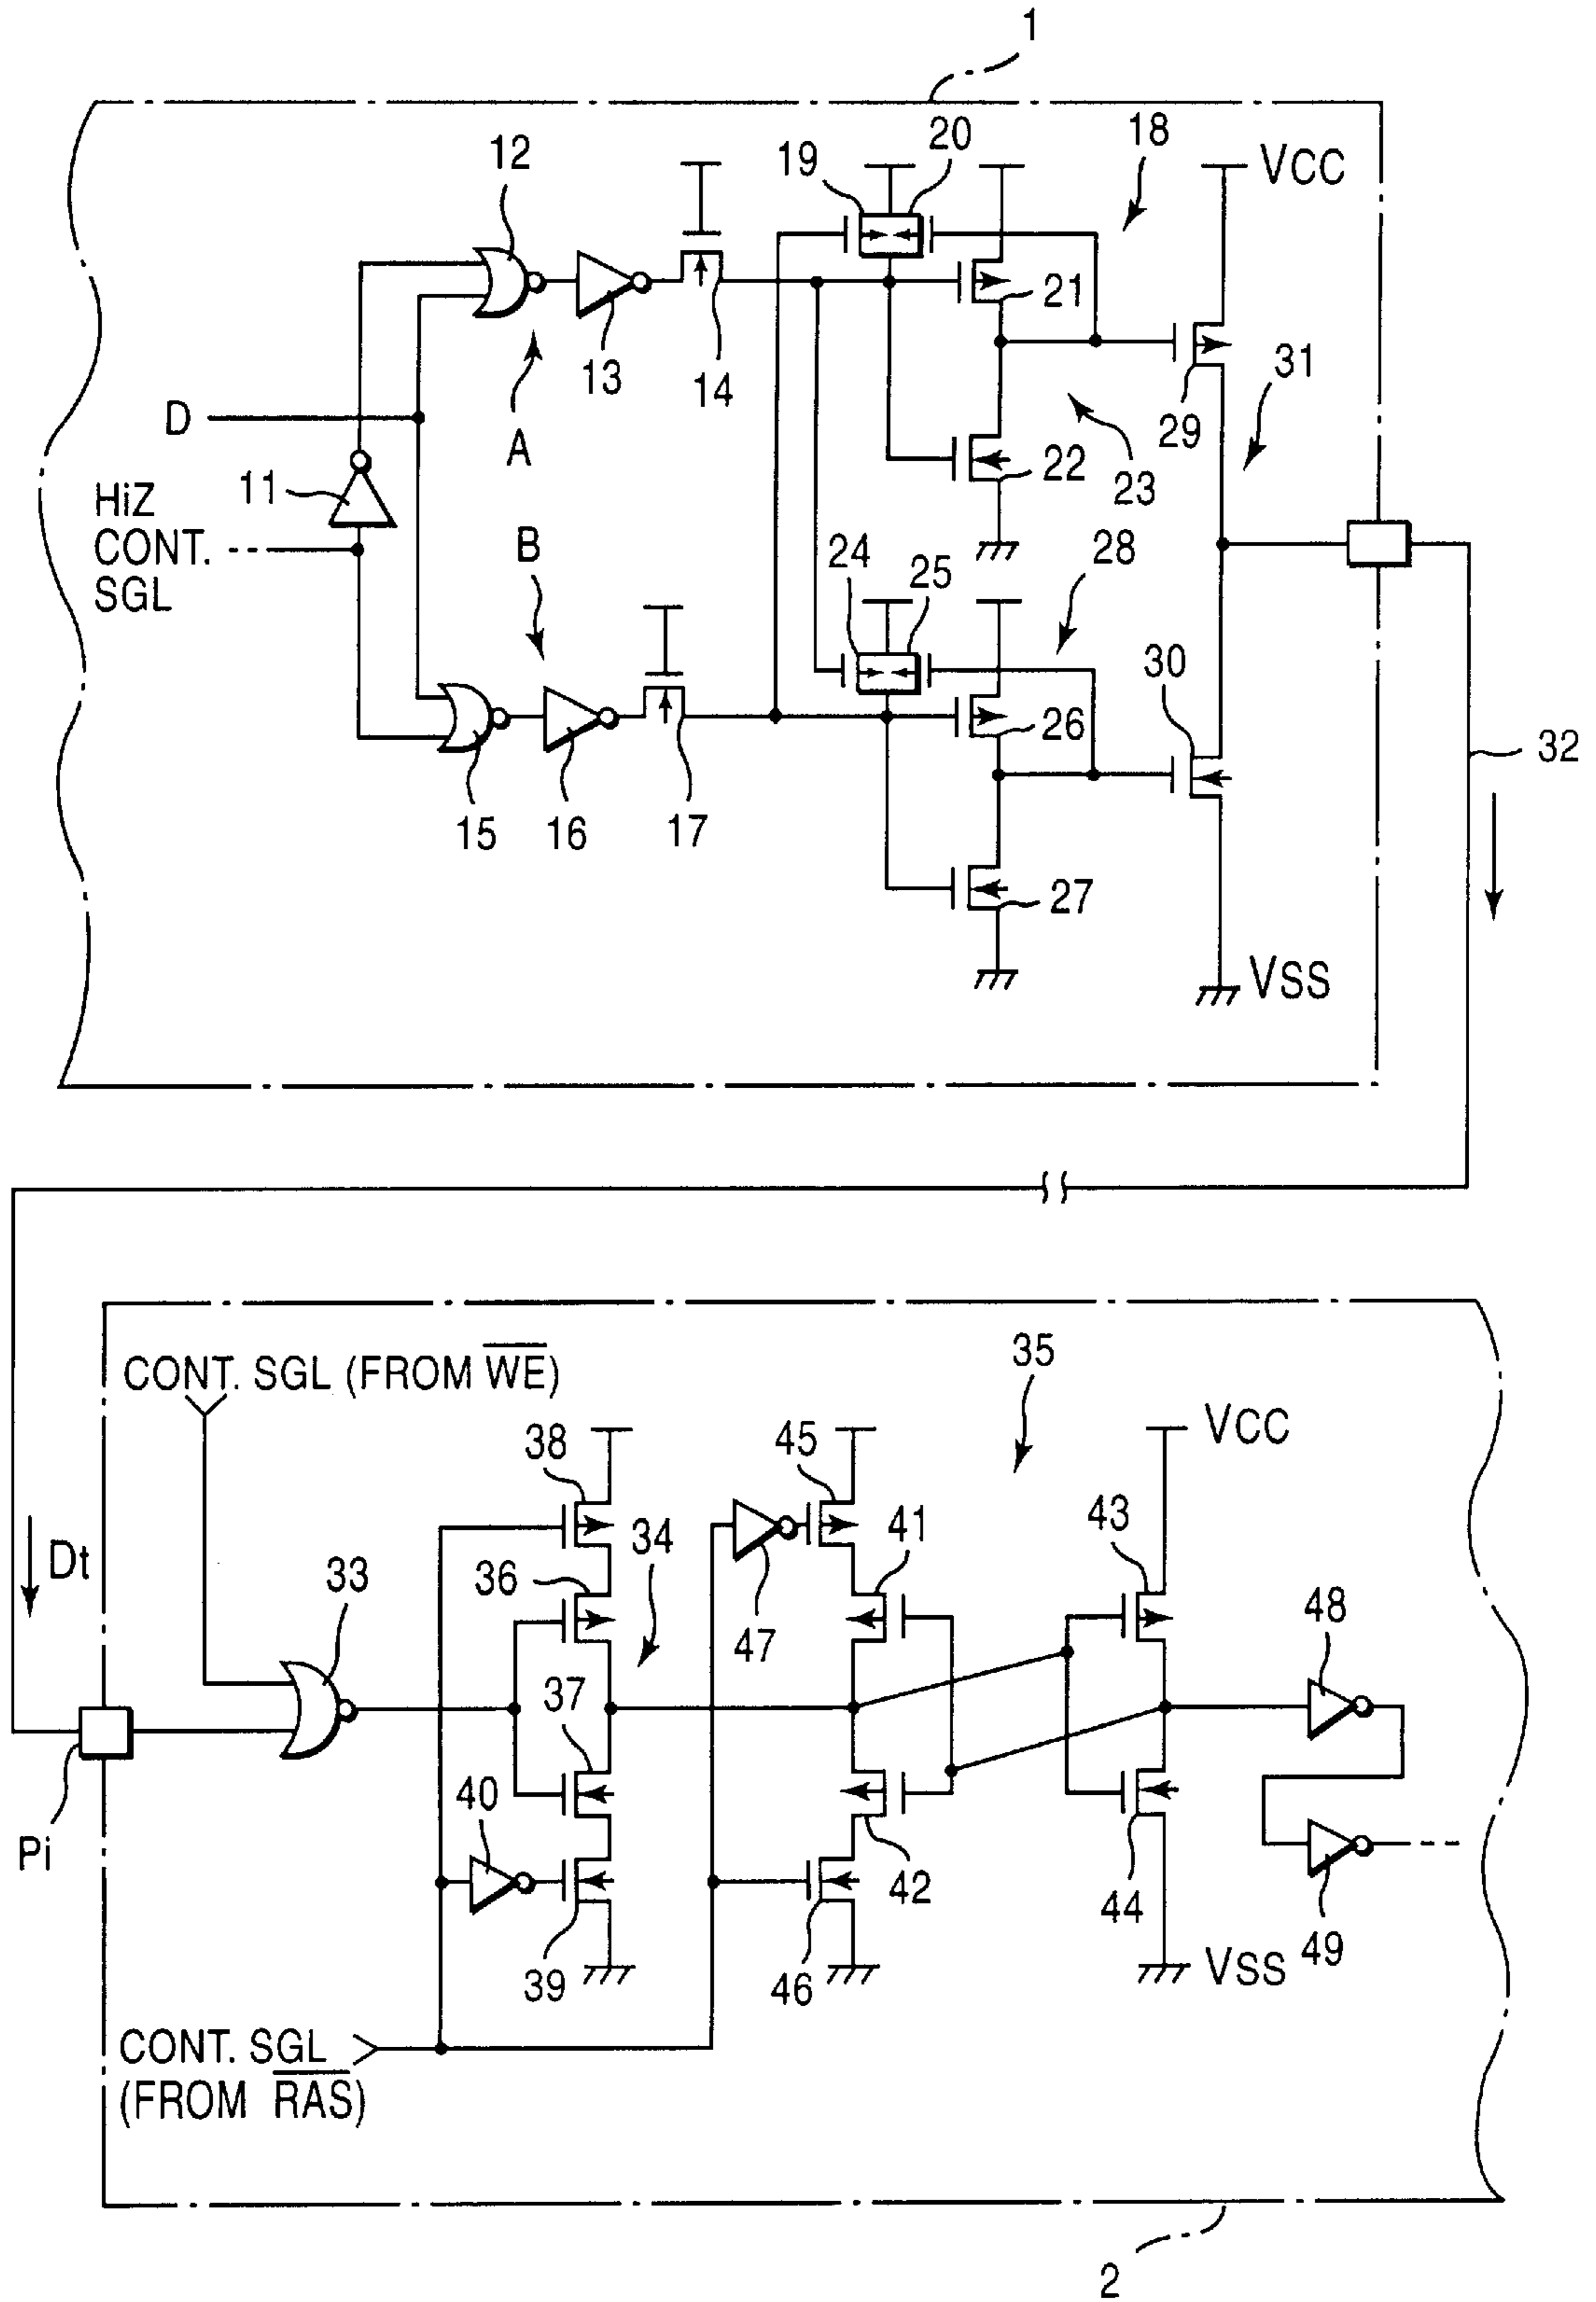 1
12
19
20
18
VCC
21
13
14
31
D
A
29
22
23
11
HiZ
CONT.
SGL
B
24
25
28
30
26
32
15
16
17
27
VSS
CONT. SGL (FROM WE)
35
38
45
VCC
34
41
43
Dt
33
36
47
48
37
40
Pi
42
44
39
46
VSS
49
CONT. SGL
(FROM RAS)
2